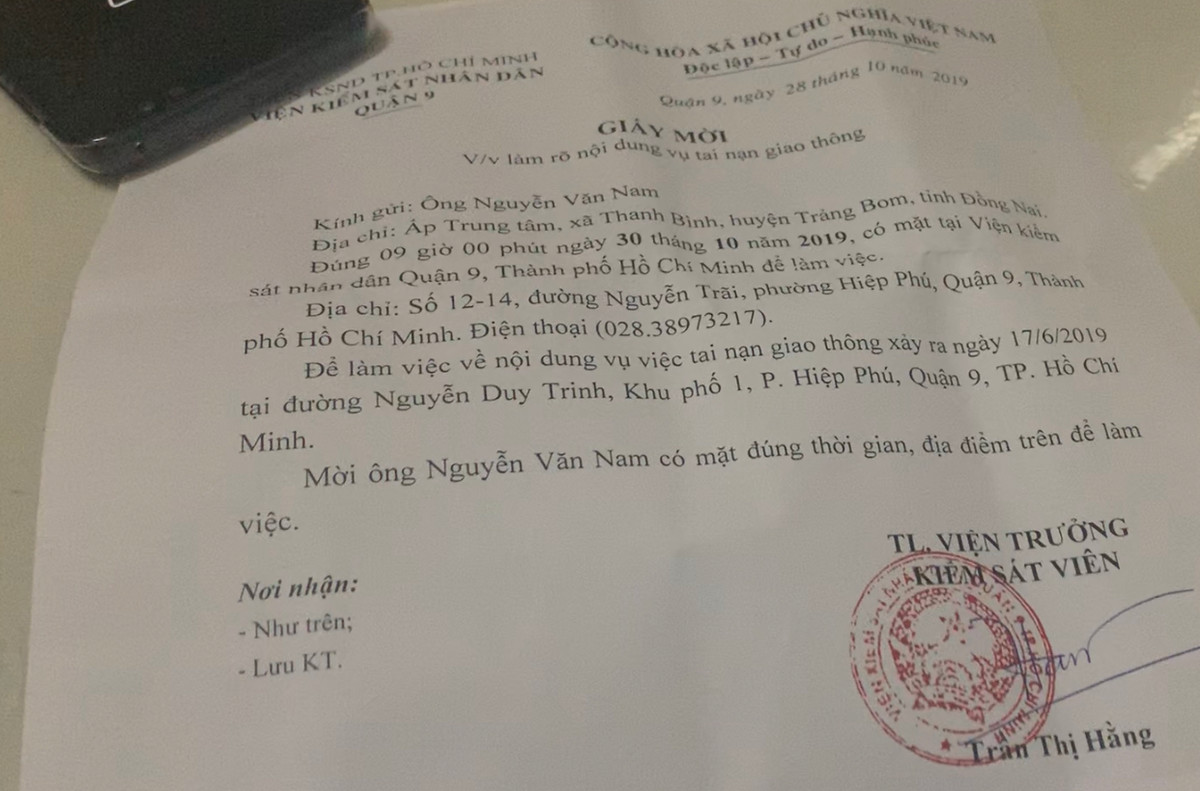 KSND TP.HỒ CHÍ MINH
VIỆN KIỂM SÁT NHÂN DÂN
QUẬN 9
CỘNG HÒA XÃ HỘI CHỦ NGHĨA VIỆT NAM
Độc lập – Tự do – Hạnh phúc
Quận 9, ngày 28 tháng 10 năm 2019
GIẤY MỜI
V/v làm rõ nội dung vụ tai nạn giao thông
Kính gửi: Ông Nguyễn Văn Nam
Địa chỉ: Ấp Trung tâm, xã Thanh Bình, huyện Trảng Bom, tỉnh Đồng Nai.
Đúng 09 giờ 00 phút ngày 30 tháng 10 năm 2019, có mặt tại Viện kiểm
sát nhân dân Quận 9, Thành phố Hồ Chí Minh để làm việc.
Địa chỉ: Số 12-14, đường Nguyễn Trãi, phường Hiệp Phú, Quận 9, Thành
phố Hồ Chí Minh. Điện thoại (028.38973217).
Để làm việc về nội dung vụ việc tai nạn giao thông xảy ra ngày 17/6/2019
tại đường Nguyễn Duy Trinh, Khu phố 1, P. Hiệp Phú, Quận 9, TP. Hồ Chí
Minh.
Mời ông Nguyễn Văn Nam có mặt đúng thời gian, địa điểm trên để làm
việc.
Nơi nhận:
- Như trên;
- Lưu KT.
TL. VIỆN TRƯỞNG
KIỂM SÁT VIÊN
Trần Thị Hằng